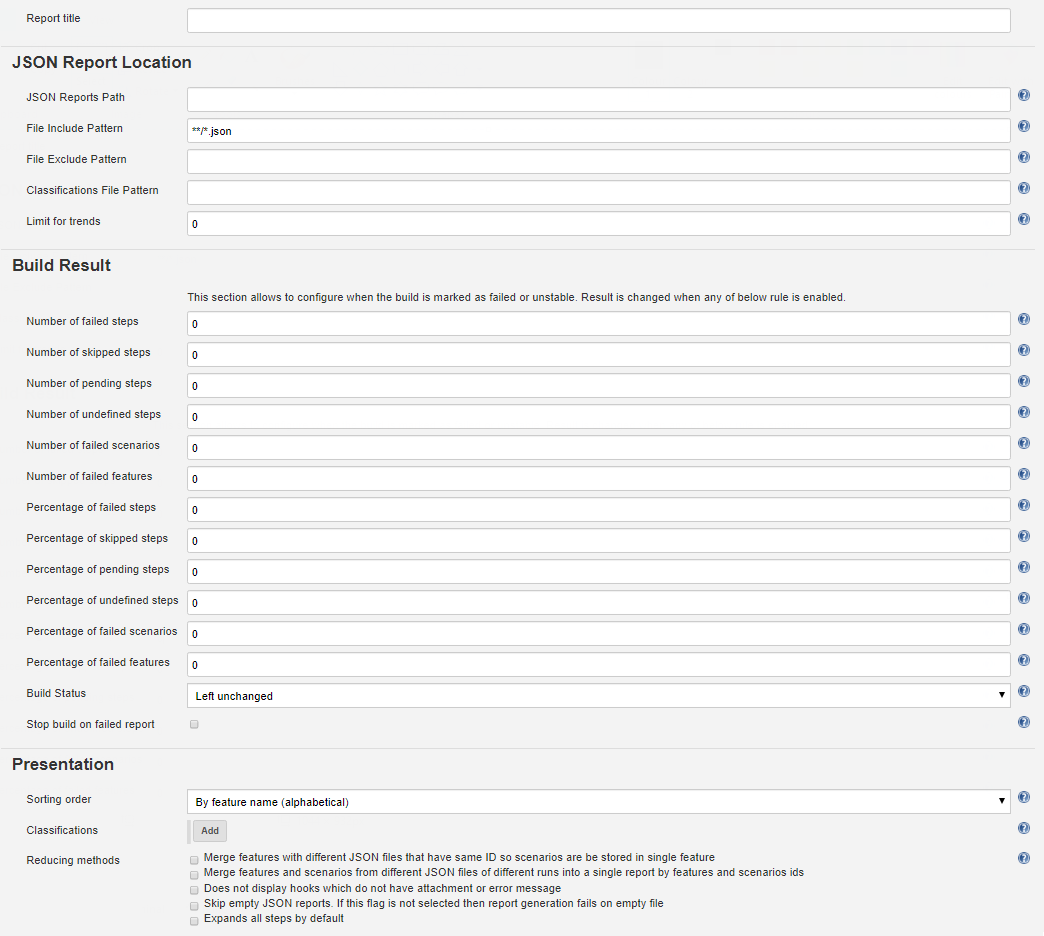 Report title
JSON Report Location
JSON Reports Path
File Include Pattern
**/*.json
File Exclude Pattern
Classifications File Pattern
Limit for trends
0
Build Result
This section allows to configure when the build is marked as failed or unstable. Result is changed when any of below rule is enabled.
Number of failed steps
0
Number of skipped steps
0
Number of pending steps
0
Number of undefined steps
0
Number of failed scenarios
0
Number of failed features
0
Percentage of failed steps
0
Percentage of skipped steps
0
Percentage of pending steps
0
Percentage of undefined steps
0
Percentage of failed scenarios
0
Percentage of failed features
0
Build Status
Left unchanged
Stop build on failed report
Presentation
Sorting order
By feature name (alphabetical)
Classifications
Add
Reducing methods
Merge features with different JSON files that have same ID so scenarios are be stored in single feature
Merge features and scenarios from different JSON files of different runs into a single report by features and scenarios ids
Does not display hooks which do not have attachment or error message
Skip empty JSON reports. If this flag is not selected then report generation fails on empty file
Expands all steps by default